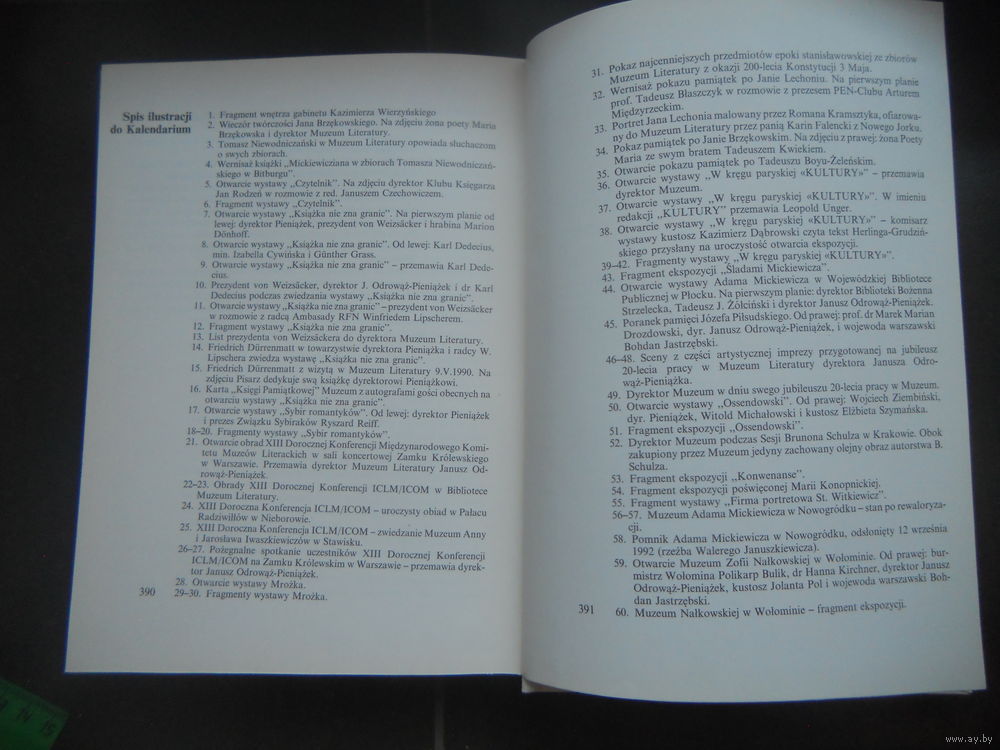 Spis ilustracji
do Kalendarium
1. Fragment wnętrza gabinetu Kazimierza Wierzyńskiego
2. Wieczór twórczości Jana Brzękowskiego. Na zdjęciu żona poety Maria
Brzękowska i dyrektor Muzeum Literatury.
3. Tomasz Niewodniczański w Muzeum Literatury opowiada słuchaczom
o swych zbiorach.
4. Wernisaż książki ,,Mickiewicziana w zbiorach Tomasza Niewodniczań-
skiego w Bitburgu".
5. Otwarcie wystawy ,,Czytelnik". Na zdjęciu dyrektor Klubu Księgarza
Jan Rodzeń w rozmowie z red. Januszem Czechowiczem.
6. Fragment wystawy ,,Czytelnik".
7. Otwarcie wystawy ,,Książka nie zna granic". Na pierwszym planie od
lewej: dyrektor Pieniążek, prezydent von Weizsäcker i hrabina Marion
Dönhoff.
8. Otwarcie wystawy ,,Książka nie zna granic". Od lewej: Karl Dedecius,
min. Izabella Cywińska i Günther Grass.
9. Otwarcie wystawy ,,Książka nie zna granic" – przemawia Karl Dede-
cius.
10. Prezydent von Weizsäcker, dyrektor J. Odrowąż-Pieniążek i dr Karl
Dedecius podczas zwiedzania wystawy ,,Książka nie zna granic".
11. Otwarcie wystawy ,,Książka nie zna granic" – prezydent von Weizsäcker
w rozmowie z radcą Ambasady RFN Winfriedem Lipscherem.
12. Fragment wystawy ,,Książka nie zna granic".
13. List prezydenta von Weizsäckera do dyrektora Muzeum Literatury.
14. Friedrich Dürrenmatt w towarzystwie dyrektora Pieniążka i radcy W.
Lipschera zwiedza wystawę ,,Książka nie zna granic".
15. Friedrich Dürrenmatt z wizytą w Muzeum Literatury 9.V.1990. Na
zdjęciu Pisarz dedykuje swą książkę dyrektorowi Pieniążkowi.
16. Karta ,,Księgi Pamiątkowej" Muzeum z autografami gości obecnych na
otwarciu wystawy ,,Książka nie zna granic".
17. Otwarcie wystawy ,,Sybir romantyków". Od lewej: dyrektor Pieniążek
i prezes Związku Sybiraków Ryszard Reiff.
18–20. Fragmenty wystawy ,,Sybir romantyków".
21. Otwarcie obrad XIII Dorocznej Konferencji Międzynarodowego Komi-
tetu Muzeów Literackich w sali koncertowej Zamku Królewskiego
w Warszawie. Przemawia dyrektor Muzeum Literatury Janusz Od-
rowąż-Pieniążek.
22–23. Obrady XIII Dorocznej Konferencji ICLM/ICOM w Bibliotece
Muzeum Literatury.
24. XIII Doroczna Konferencja ICLM/ICOM – uroczysty obiad w Pałacu
Radziwiłłów w Nieborowie.
25. XIII Doroczna Konferencja ICLM/ICOM – zwiedzanie Muzeum Anny
i Jarosława Iwaszkiewiczów w Stawisku.
26–27. Pożegnalne spotkanie uczestników XIII Dorocznej Konferencji
ICLM/ICOM na Zamku Królewskim w Warszawie – przemawia dyrek-
tor Janusz Odrowąż-Pieniążek.
28. Otwarcie wystawy Mrożka.
29–30. Fragmenty wystawy Mrożka.
390
31. Pokaz najcenniejszych przedmiotów epoki stanisławowskiej ze zbiorów
Muzeum Literatury z okazji 200-lecia Konstytucji 3 Maja.
32. Wernisaż pokazu pamiątek po Janie Lechoniu. Na pierwszym planie
prof. Tadeusz Błaszczyk w rozmowie z prezesem PEN-Clubu Arturem
Międzyrzeckim.
33. Portret Jana Lechonia malowany przez Romana Kramsztyka, ofiarowa-
ny do Muzeum Literatury przez panią Karin Falencki z Nowego Jorku.
34. Pokaz pamiątek po Janie Brzękowskim. Na zdjęciu z prawej: żona Poety
Maria ze swym bratem Tadeuszem Kwiekiem.
35. Otwarcie pokazu pamiątek po Tadeuszu Boyu-Żeleńskim.
36. Otwarcie wystawy ,,W kręgu paryskiej «KULTURY»" – przemawia
dyrektor Muzeum.
37. Otwarcie wystawy ,,W kręgu paryskiej «KULTURY»". W imieniu
redakcji ,,KULTURY" przemawia Leopold Unger.
38. Otwarcie wystawy ,,W kręgu paryskiej «KULTURY»" – komisarz
wystawy kustosz Kazimierz Dąbrowski czyta tekst Herlinga-Grudziń-
skiego przysłany na uroczystość otwarcia ekspozycji.
39–42. Fragmenty wystawy ,,W kręgu paryskiej «KULTURY»".
43. Fragment ekspozycji ,,Śladami Mickiewicza".
44. Otwarcie wystawy Adama Mickiewicza w Wojewódzkiej Bibliotece
Publicznej w Płocku. Na pierwszym planie: dyrektor Biblioteki Bożenna
Strzelecka, Tadeusz J. Żółciński i dyrektor Janusz Odrowąż-Pieniążek.
45. Poranek pamięci Józefa Piłsudskiego. Od prawej: prof. dr Marek Marian
Drozdowski, dyr. Janusz Odrowąż-Pieniążek, i wojewoda warszawski
Bohdan Jastrzębski.
46–48. Sceny z części artystycznej imprezy przygotowanej na jubileusz
20-lecia pracy w Muzeum Literatury dyrektora Janusza Odro-
wąż-Pieniążka.
49. Dyrektor Muzeum w dniu swego jubileuszu 20-lecia pracy w Muzeum.
50. Otwarcie wystawy ,,Ossendowski". Od prawej: Wojciech Ziembiński,
dyr. Pieniążek, Witold Michałowski i kustosz Elżbieta Szymańska.
51. Fragment ekspozycji ,,Ossendowski".
52. Dyrektor Muzeum podczas Sesji Brunona Schulza w Krakowie. Obok
zakupiony przez Muzeum jedyny zachowany olejny obraz autorstwa B.
Schulza.
53. Fragment ekspozycji ,,Konwenanse".
54. Fragment ekspozycji poświęconej Marii Konopnickiej.
55. Fragment wystawy ,,Firma portretowa St. Witkiewicz".
56–57. Muzeum Adama Mickiewicza w Nowogródku – stan po rewaloryza-
cji.
58. Pomnik Adama Mickiewicza w Nowogródku, odsłonięty 12 września
1992 (rzeźba Walerego Januszkiewicza).
59. Otwarcie Muzeum Zofii Nałkowskiej w Wołominie. Od prawej: bur-
mistrz Wołomina Polikarp Bulik, dr Hanna Kirchner, dyrektor Janusz
Odrowąż-Pieniążek, kustosz Jolanta Pol i wojewoda warszawski Boh-
dan Jastrzębski.
60. Muzeum Nałkowskiej w Wołominie – fragment ekspozycji.
391
14 15
www.ay.by